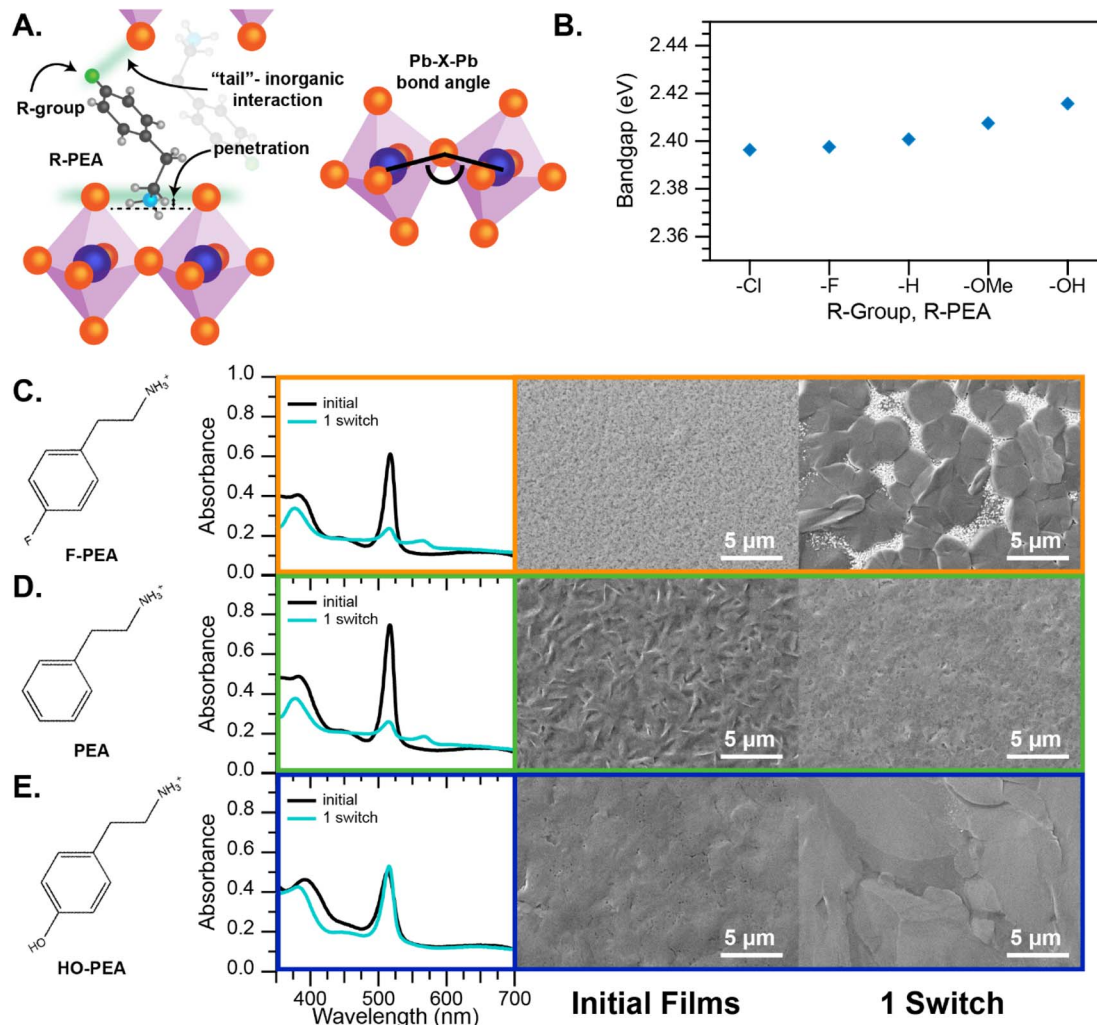 A.
R-group
R-PEA
"tail"- inorganic
interaction
penetration
Pb-X-Pb
bond angle
B.
Bandgap (eV)
2.44
2.42
2.40
2.38
2.36
-Cl
-F
-H
-OMe
-OH
R-Group, R-PEA
C.
NH₃⁺
F
F-PEA
Absorbance
1.0
0.8
0.6
0.4
0.2
0.0
initial
1 switch
5 µm
5 µm
D.
NH₃⁺
PEA
Absorbance
0.8
0.6
0.4
0.2
0.0
initial
1 switch
5 µm
5 µm
E.
NH₃⁺
HO
HO-PEA
Absorbance
0.8
0.6
0.4
0.2
0.0
initial
1 switch
5 µm
5 µm
400
500
600
700
Wavelength (nm)
Initial Films
1 Switch